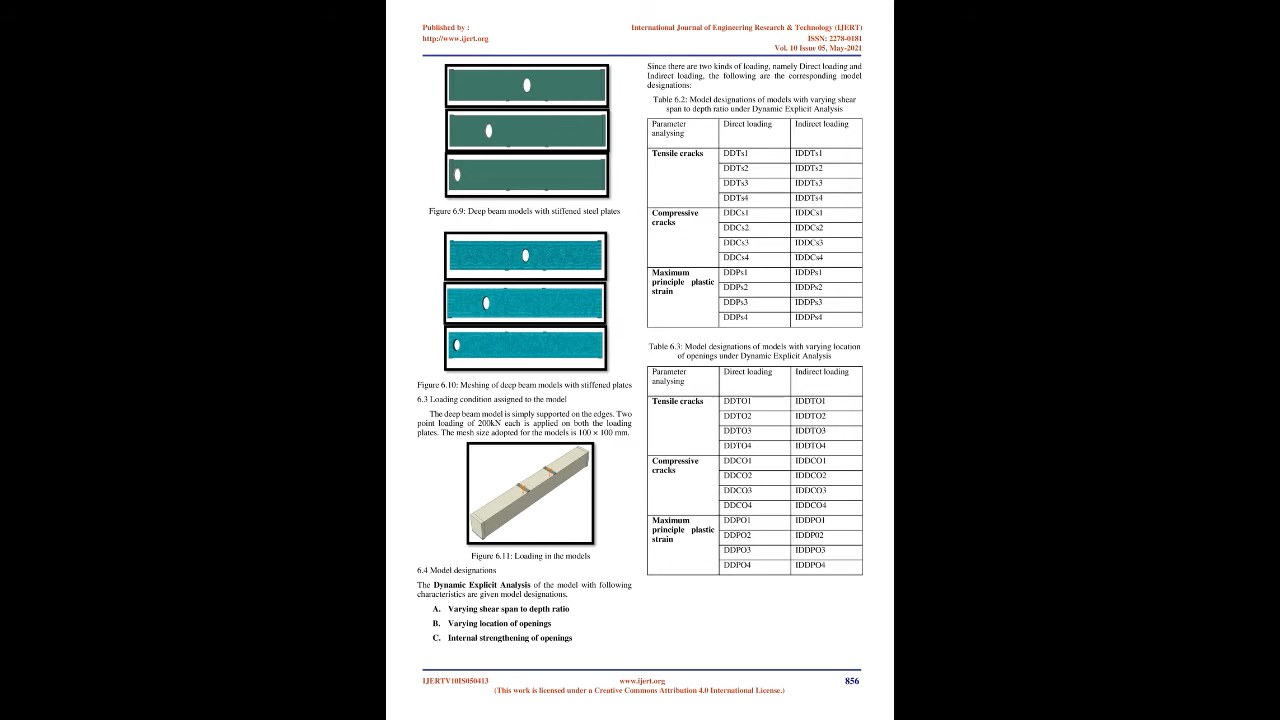 Published by :
http://www.ijert.org
International Journal of Engineering Research & Technology (IJERT)
ISSN: 2278-0181
Vol. 10 Issue 05, May-2021
Figure 6.9: Deep beam models with stiffened steel plates
Figure 6.10: Meshing of deep beam models with stiffened plates
6.3 Loading condition assigned to the model
The deep beam model is simply supported on the edges. Two
point loading of 200kN each is applied on both the loading
plates. The mesh size adopted for the models is 100 × 100 mm.
Figure 6.11: Loading in the models
6.4 Model designations
The Dynamic Explicit Analysis of the model with following
characteristics are given model designations.
A. Varying shear span to depth ratio
B. Varying location of openings
C. Internal strengthening of openings
Since there are two kinds of loading, namely Direct loading and
Indirect loading, the following are the corresponding model
designations:
Table 6.2: Model designations of models with varying shear
span to depth ratio under Dynamic Explicit Analysis
Parameter Direct loading Indirect loading
analysing
Tensile cracks DDTs1 IDDTs1
DDTs2 IDDTs2
DDTs3 IDDTs3
DDTs4 IDDTs4
Compressive DDCs1 IDDCs1
cracks
DDCs2 IDDCs2
DDCs3 IDDCs3
DDCs4 IDDCs4
Maximum DDPs1 IDDPs1
principle plastic DDPs2 IDDPs2
strain
DDPs3 IDDPs3
DDPs4 IDDPs4
Table 6.3: Model designations of models with varying location
of openings under Dynamic Explicit Analysis
Parameter Direct loading Indirect loading
analysing
Tensile cracks DDTO1 IDDTO1
DDTO2 IDDTO2
DDTO3 IDDTO3
DDTO4 IDDTO4
Compressive DDCO1 IDDCO1
cracks
DDCO2 IDDCO2
DDCO3 IDDCO3
DDCO4 IDDCO4
Maximum DDPO1 IDDPO1
principle plastic DDPO2 IDDP02
strain
DDPO3 IDDPO3
DDPO4 IDDPO4
IJERTV10IS050413
www.ijert.org
856
(This work is licensed under a Creative Commons Attribution 4.0 International License.)